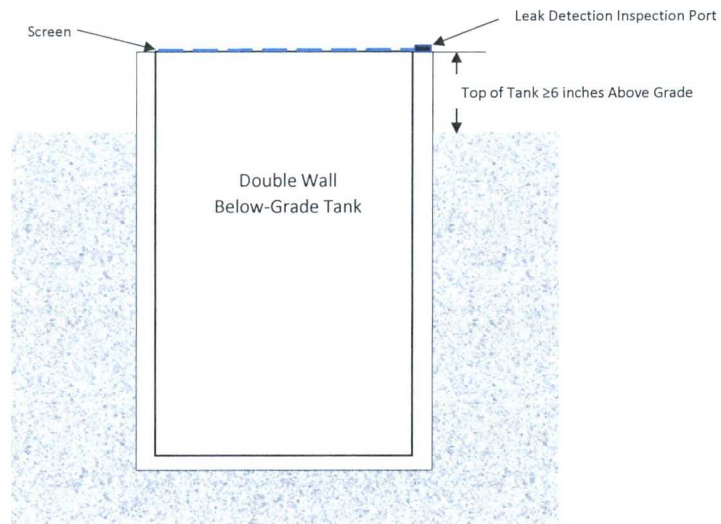 Leak Detection Inspection Port
Screen
Top of Tank ≥6 inches Above Grade
Double Wall
Below-Grade Tank